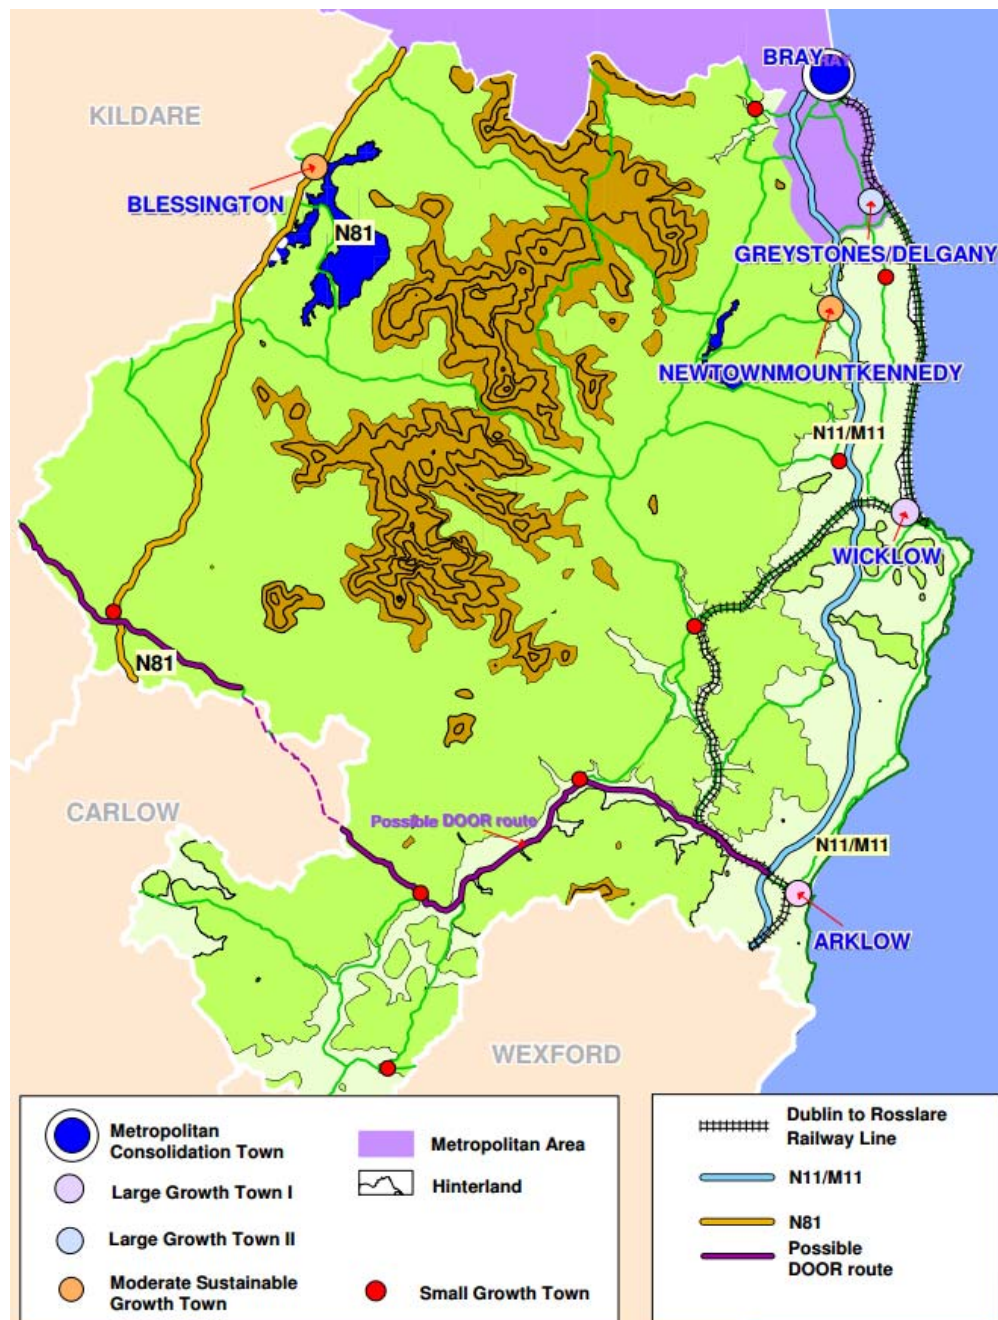 BRAY
KILDARE
BLESSINGTON
N81
GREYSTONES/DELGANY
NEWTOWNMOUNTKENNEDY
N11/M11
WICKLOW
N81
CARLOW
Possible DOOR route
N11/M11
ARKLOW
WEXFORD
Metropolitan
Consolidation Town
Large Growth Town I
Large Growth Town II
Moderate Sustainable
Growth Town
Metropolitan Area
Hinterland
Small Growth Town
Dublin to Rosslare
Railway Line
N11/M11
N81
Possible
DOOR route